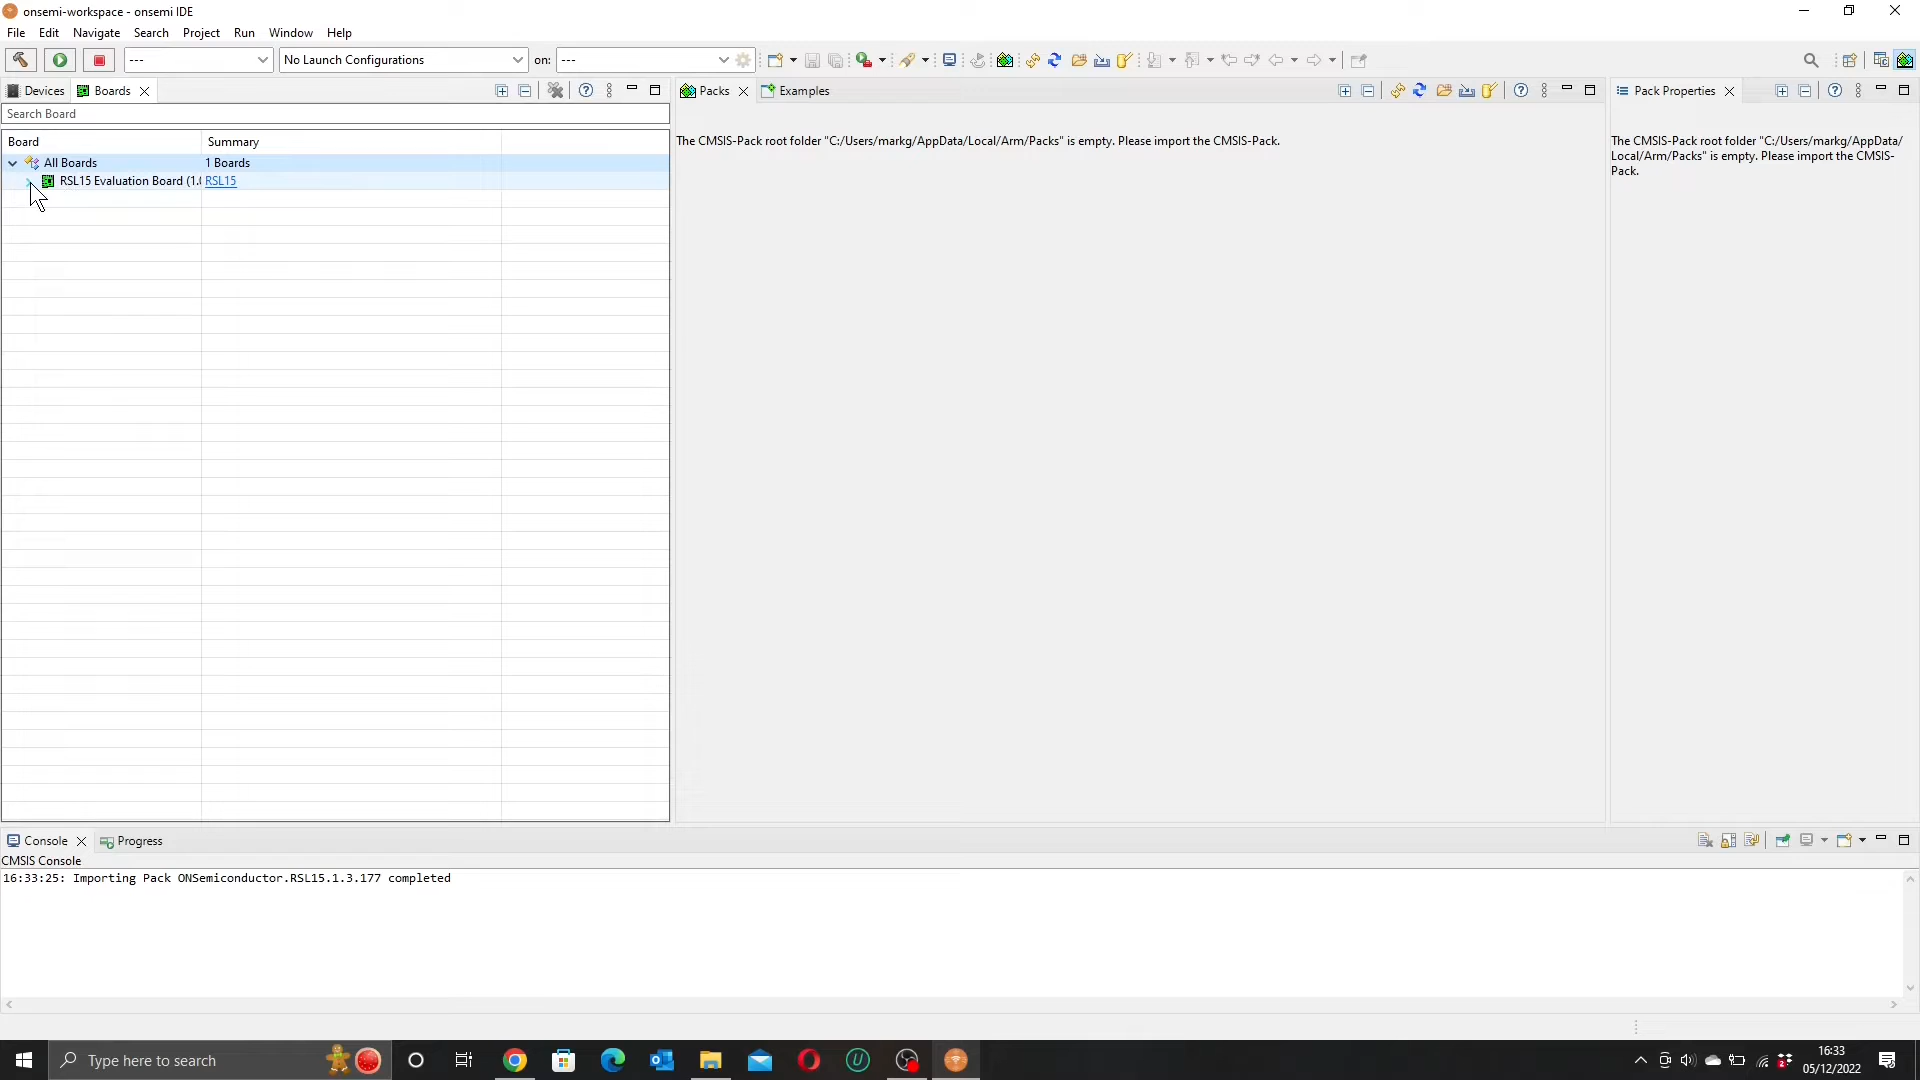 onsemi-workspace - onsemi IDE
File Edit Navigate Search Project Run Window Help
--- No Launch Configurations on: ---
Devices Boards
Packs Examples
Pack Properties
Search Board
Board Summary
All Boards 1 Boards
RSL15 Evaluation Board (1.( RSL15
The CMSIS-Pack root folder "C:/Users/markg/AppData/Local/Arm/Packs" is empty. Please import the CMSIS-Pack.
The CMSIS-Pack root folder "C:/Users/markg/AppData/
Local/Arm/Packs" is empty. Please import the CMSIS-
Pack.
Console Progress
CMSIS Console
16:33:25: Importing Pack ONSemiconductor.RSL15.1.3.177 completed
Type here to search
16:33
05/12/2022